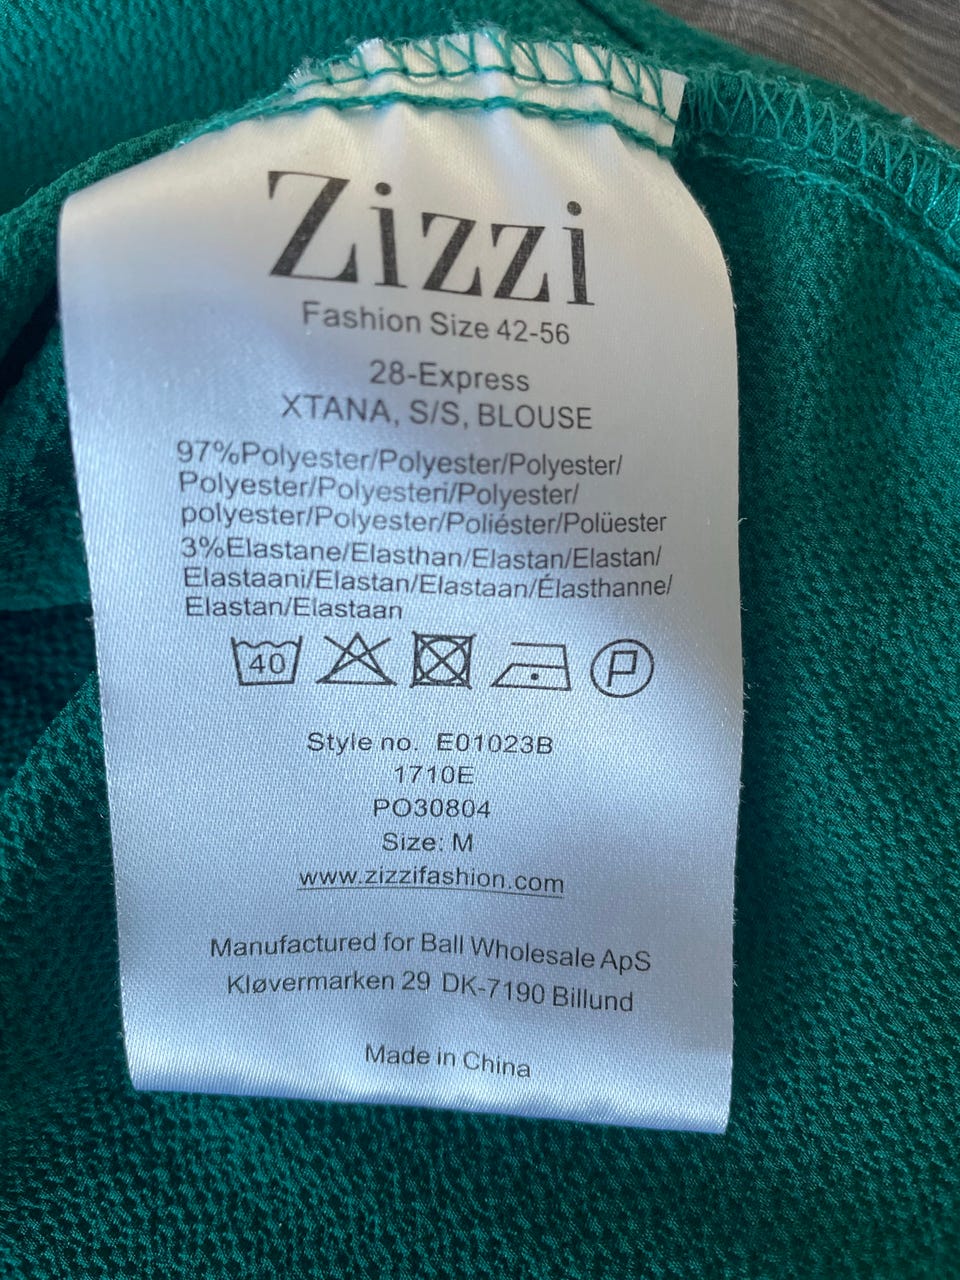 Zizzi
Fashion Size 42-56
28-Express
XTANA, S/S, BLOUSE
97%Polyester/Polyester/Polyester/
Polyester/Polyesteri/Polyester/
polyester/Polyester/Poliéster/Polüester
3%Elastane/Elasthan/Elastan/Elastan/
Elastaani/Elastan/Elastaan/Élasthanne/
Elastan/Elastaan
40 P
Style no. E01023B
1710E
PO30804
Size: M
www.zizzifashion.com
Manufactured for Ball Wholesale ApS
Kløvermarken 29 DK-7190 Billund
Made in China